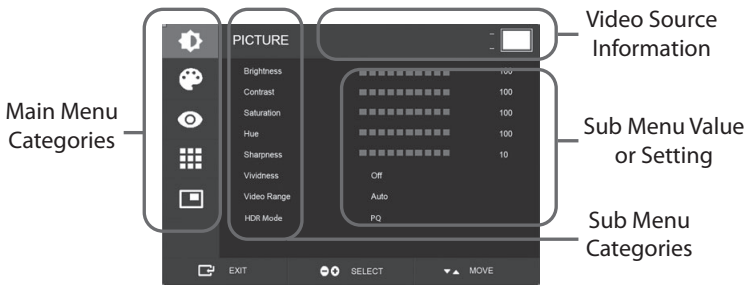 Video Source
Information
Main Menu
Categories
PICTURE
Brightness 100
Contrast 100
Saturation 100
Hue 100
Sharpness 10
Vividness Off
Video Range Auto
HDR Mode PQ
EXIT SELECT MOVE
Sub Menu Value
or Setting
Sub Menu
Categories